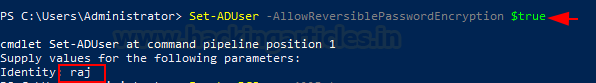 PS C:\Users\Administrator> Set-ADUser -AllowReversiblePasswordEncryption $true
cmdlet Set-ADUser at command pipeline position 1
Supply values for the following parameters:
Identity: raj
www.hackingarticles.in